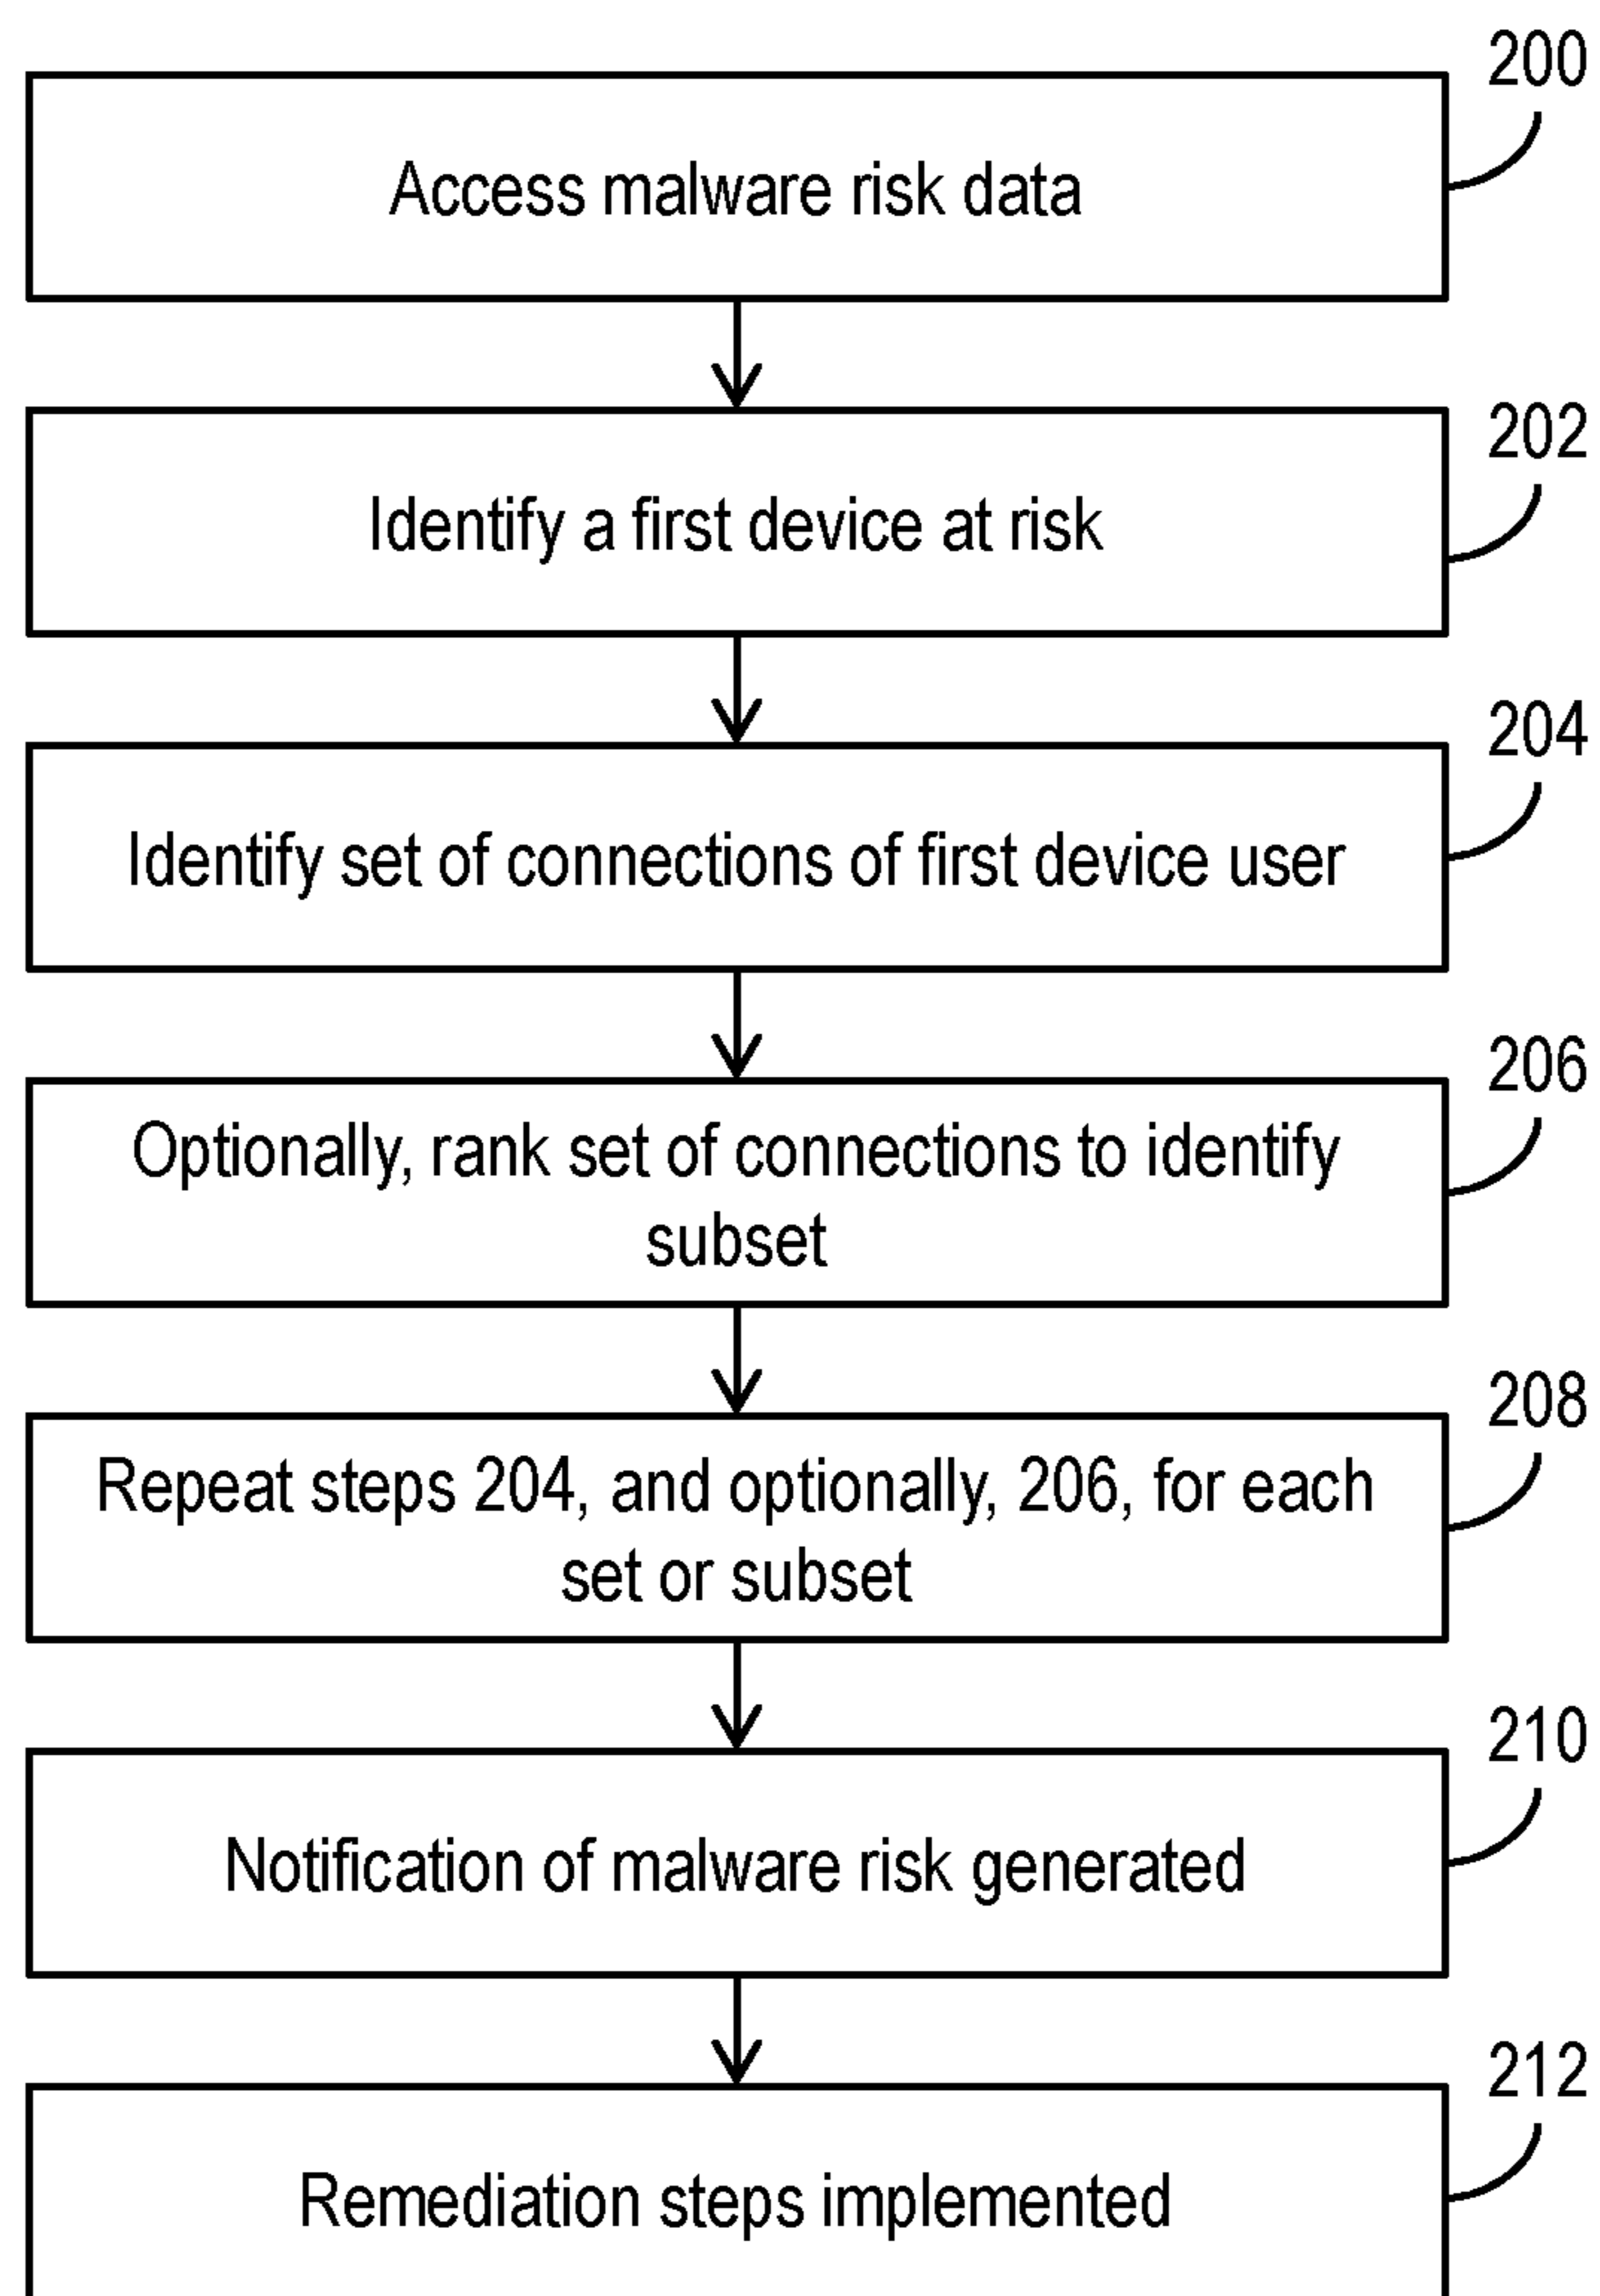 200
Access malware risk data
202
Identify a first device at risk
204
Identify set of connections of first device user
206
Optionally, rank set of connections to identify
subset
208
Repeat steps 204, and optionally, 206, for each
set or subset
210
Notification of malware risk generated
212
Remediation steps implemented